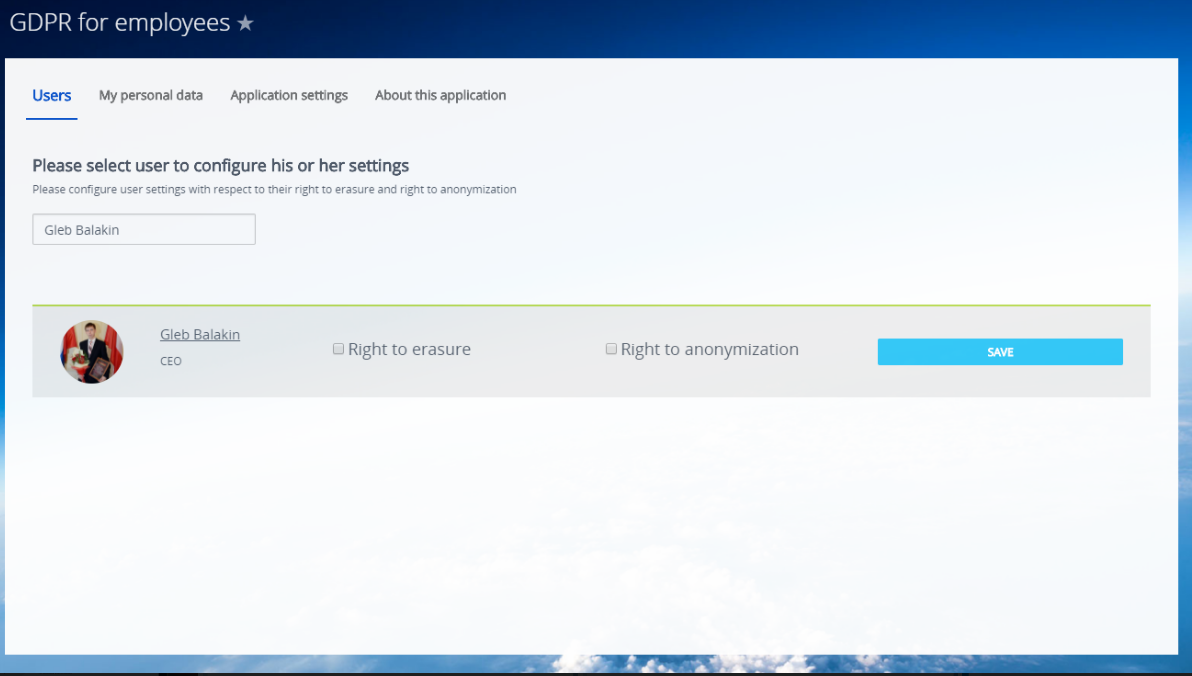 GDPR for employees ★
Users My personal data Application settings About this application
Please select user to configure his or her settings
Please configure user settings with respect to their right to erasure and right to anonymization
Gleb Balakin
Gleb Balakin
CEO
Right to erasure
Right to anonymization
SAVE